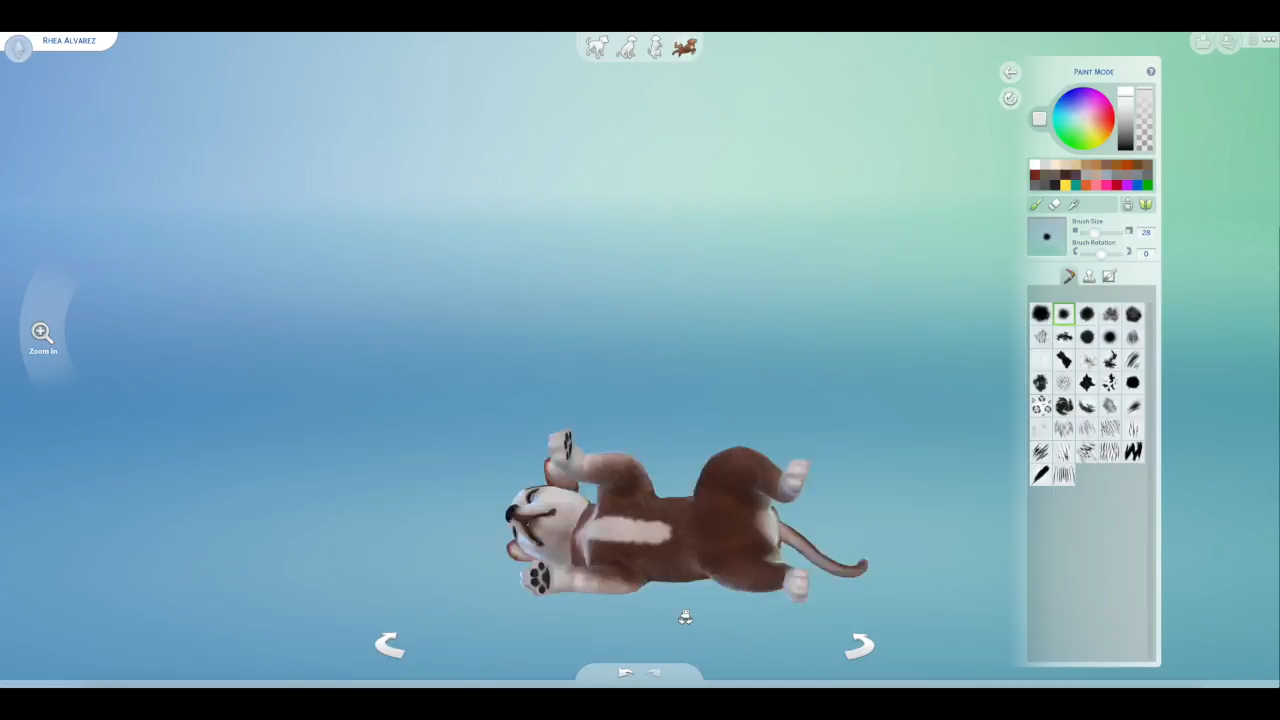 RHEA ALVAREZ
PAINT MODE
?
Brush Size
28
Brush Rotation
0
Zoom In